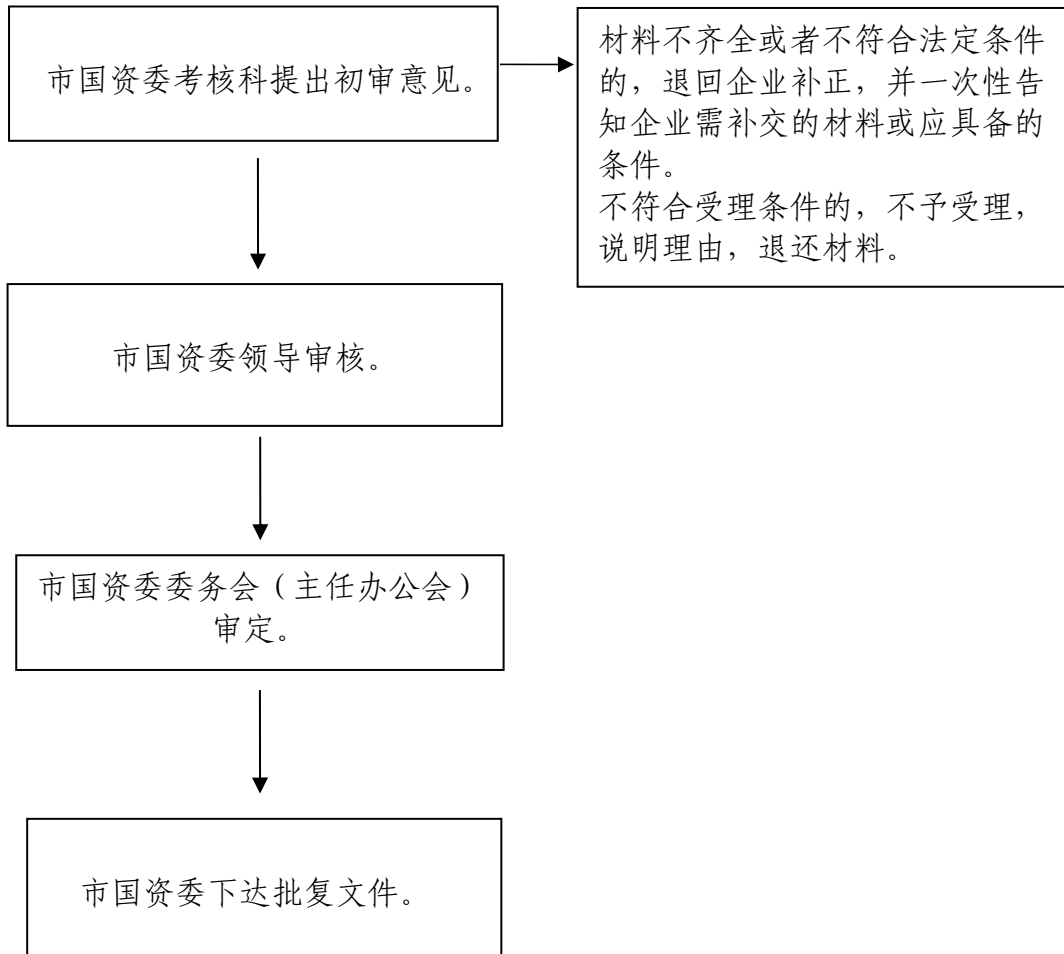 市国资委考核科提出初审意见。
材料不齐全或者不符合法定条件
的，退回企业补正，并一次性告
知企业需补交的材料或应具备的
条件。
不符合受理条件的，不予受理，
说明理由，退还材料。
市国资委领导审核。
市国资委委务会（主任办公会）
审定。
市国资委下达批复文件。